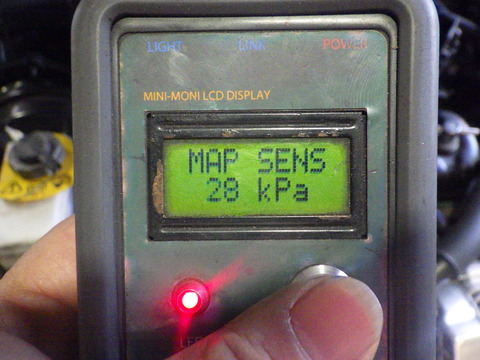 LIGHT LINK POWER
MINI-MONI LCD DISPLAY
MAP SENS
28 kPa